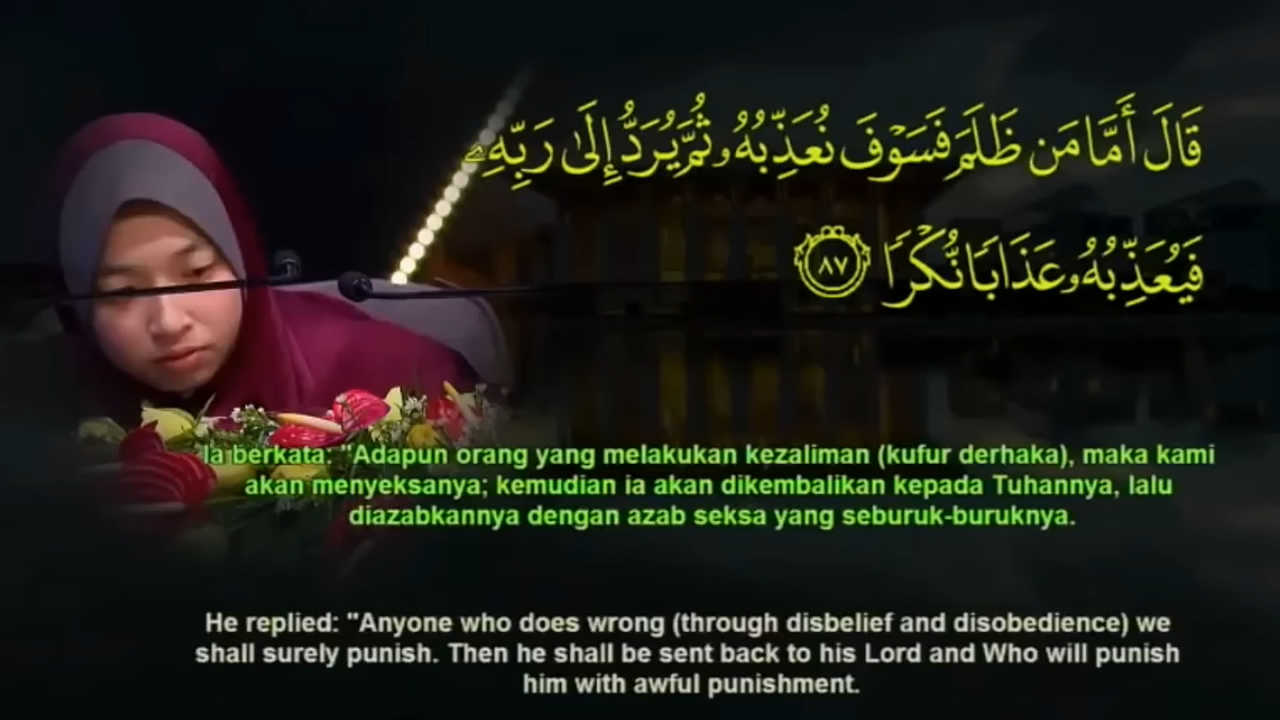 قَالَ أَمَّا مَن ظَلَمَ فَسَوْفَ نُعَذِّبُهُۥ ثُمَّ يُرَدُّ إِلَىٰ رَبِّهِۦ
فَيُعَذِّبُهُۥ عَذَابًا نُّكْرًا ٨٧
Ia berkata: "Adapun orang yang melakukan kezaliman (kufur derhaka), maka kami
akan menyeksanya; kemudian ia akan dikembalikan kepada Tuhannya, lalu
diazabkannya dengan azab seksa yang seburuk-buruknya.
He replied: "Anyone who does wrong (through disbelief and disobedience) we
shall surely punish. Then he shall be sent back to his Lord and Who will punish
him with awful punishment.